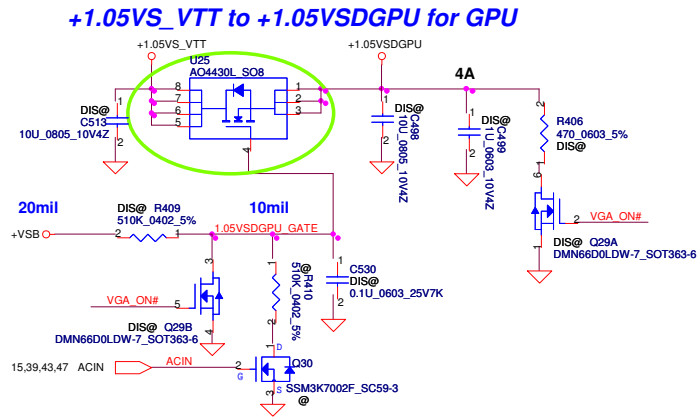 +1.05VS_VTT to +1.05VSDGPU for GPU
+1.05VS_VTT
+1.05VSDGPU
U25
AO4430L_SO8
4A
8
7
6
5
1
2
3
4
1
DIS@
C513
10U_0805_10V4Z
2
1
DIS@
C498
10U_0805_10V4Z
2
1
DIS@
C499
1U_0603_10V4Z
2
2
R406
470_0603_5%
DIS@
1
6
2
VGA_ON#
1
DIS@ Q29A
DMN66D0LDW-7_SOT363-6
20mil
DIS@ R409
510K_0402_5%
10mil
+VSB
2
1
1.05VSDGPU_GATE
3
VGA_ON#
5
4
DIS@ Q29B
DMN66D0LDW-7_SOT363-6
1
@
R410
510K_0402_5%
2
1
C530
DIS@
0.1U_0603_25V7K
2
15,39,43,47 ACIN
ACIN
2
G
1
D
Q30
S
3
SSM3K7002F_SC59-3
@